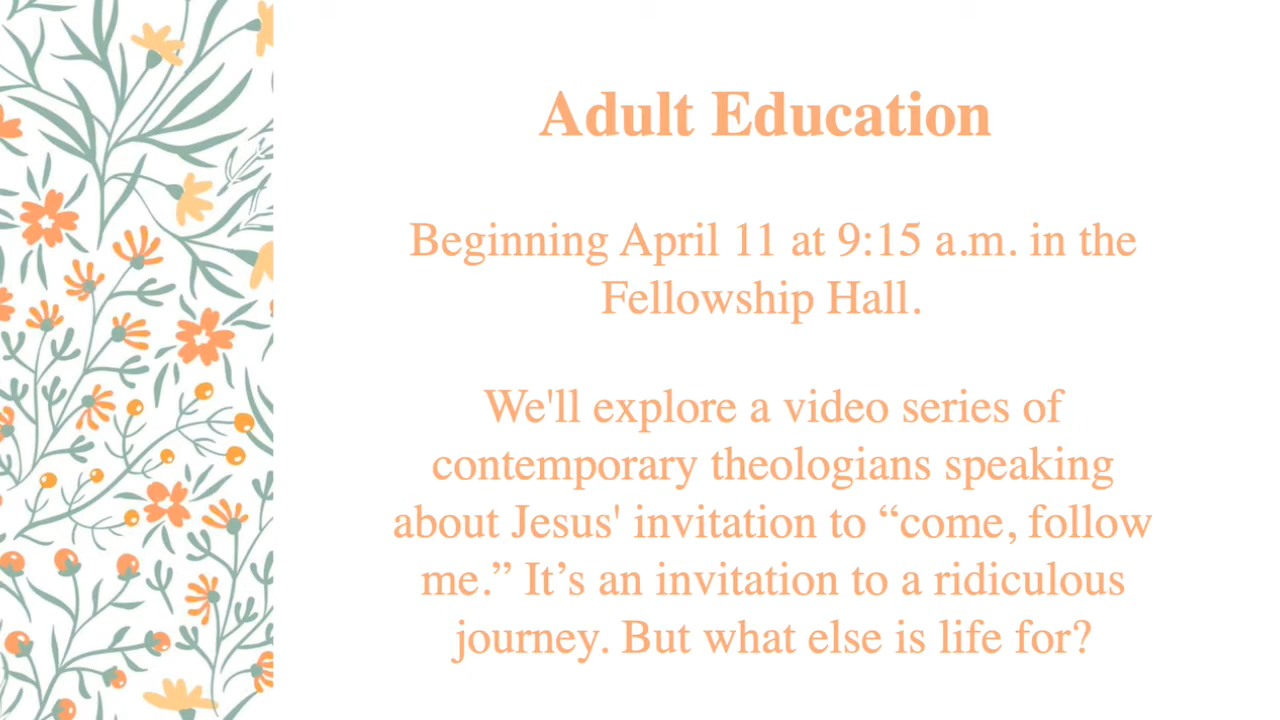 Adult Education
Beginning April 11 at 9:15 a.m. in the
Fellowship Hall.
We'll explore a video series of
contemporary theologians speaking
about Jesus' invitation to “come, follow
me.” It’s an invitation to a ridiculous
journey. But what else is life for?